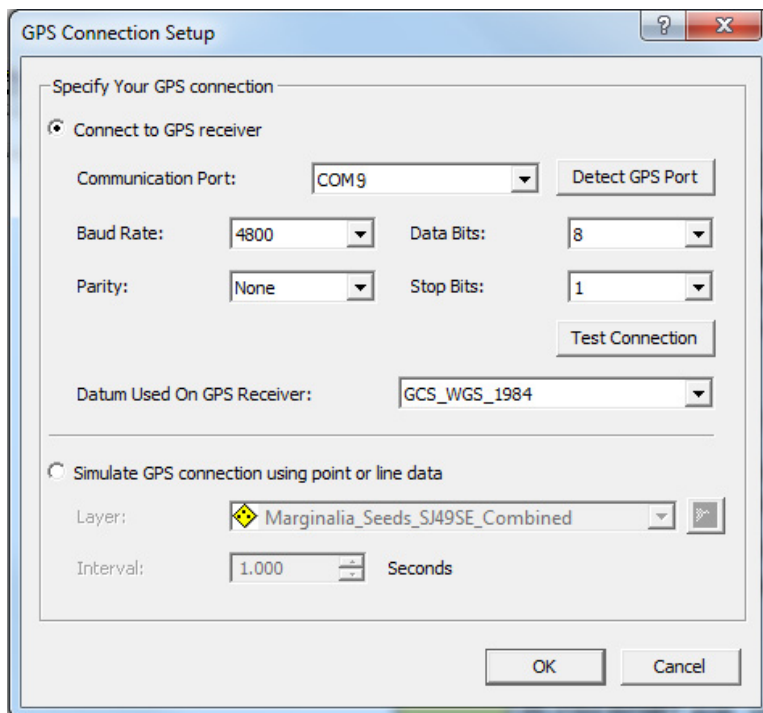 GPS Connection Setup
?
X
Specify Your GPS connection
Connect to GPS receiver
Communication Port: COM9 Detect GPS Port
Baud Rate: 4800 Data Bits: 8
Parity: None Stop Bits: 1
Test Connection
Datum Used On GPS Receiver: GCS_WGS_1984
Simulate GPS connection using point or line data
Layer: Marginalia_Seeds_SJ49SE_Combined
Interval: 1.000 Seconds
OK Cancel